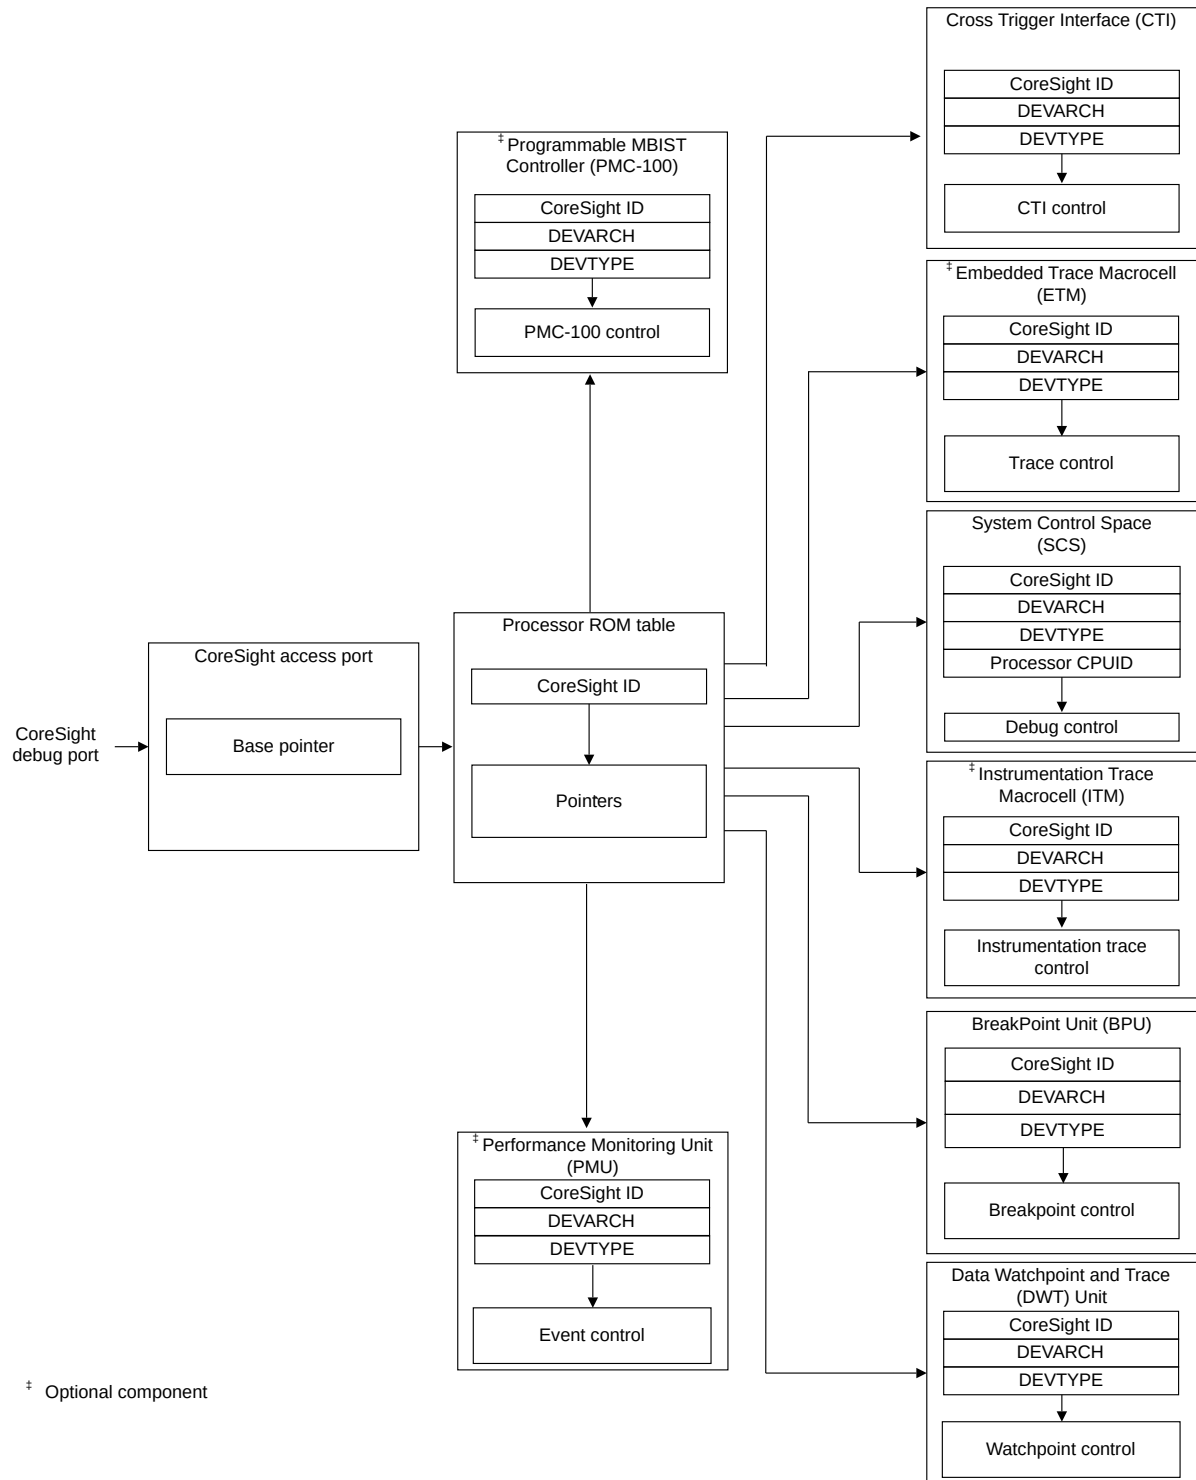 Cross Trigger Interface (CTI)
CoreSight ID
DEVARCH
DEVTYPE
CTI control
‡ Programmable MBIST
Controller (PMC-100)
CoreSight ID
DEVARCH
DEVTYPE
PMC-100 control
‡ Embedded Trace Macrocell
(ETM)
CoreSight ID
DEVARCH
DEVTYPE
Trace control
System Control Space
(SCS)
CoreSight ID
DEVARCH
DEVTYPE
Processor CPUID
Debug control
CoreSight
debug port
CoreSight access port
Base pointer
Processor ROM table
CoreSight ID
Pointers
‡ Instrumentation Trace
Macrocell (ITM)
CoreSight ID
DEVARCH
DEVTYPE
Instrumentation trace
control
BreakPoint Unit (BPU)
CoreSight ID
DEVARCH
DEVTYPE
Breakpoint control
‡ Performance Monitoring Unit
(PMU)
CoreSight ID
DEVARCH
DEVTYPE
Event control
Data Watchpoint and Trace
(DWT) Unit
CoreSight ID
DEVARCH
DEVTYPE
Watchpoint control
‡ Optional component